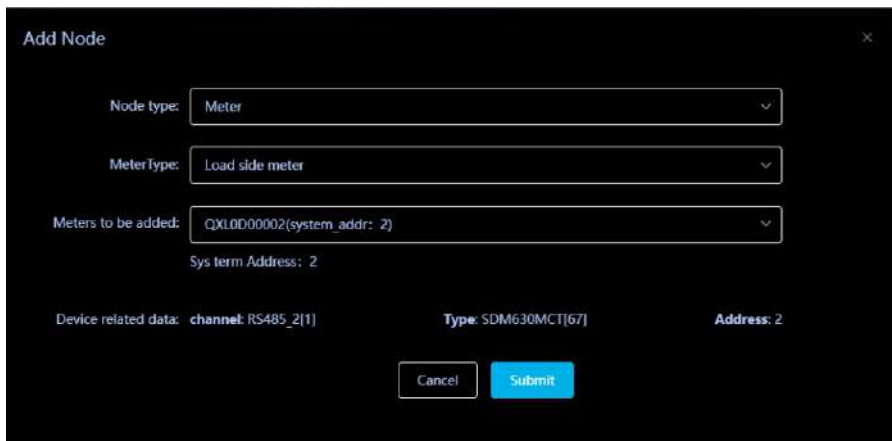 Add Node
Node type: Meter
MeterType: Load side meter
Meters to be added: QXL0D00002(system_addr: 2)
Sys term Address: 2
Device related data: channel: RS485_2[1] Type: SDM630MCT[67] Address: 2
Cancel Submit